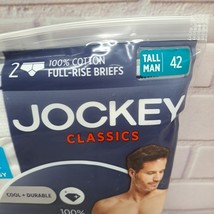 2 100% COTTON
FULL-RISE BRIEFS
TALL
MAN 42
JOCKEY
CLASSICS
COOL • DURABLE
100%